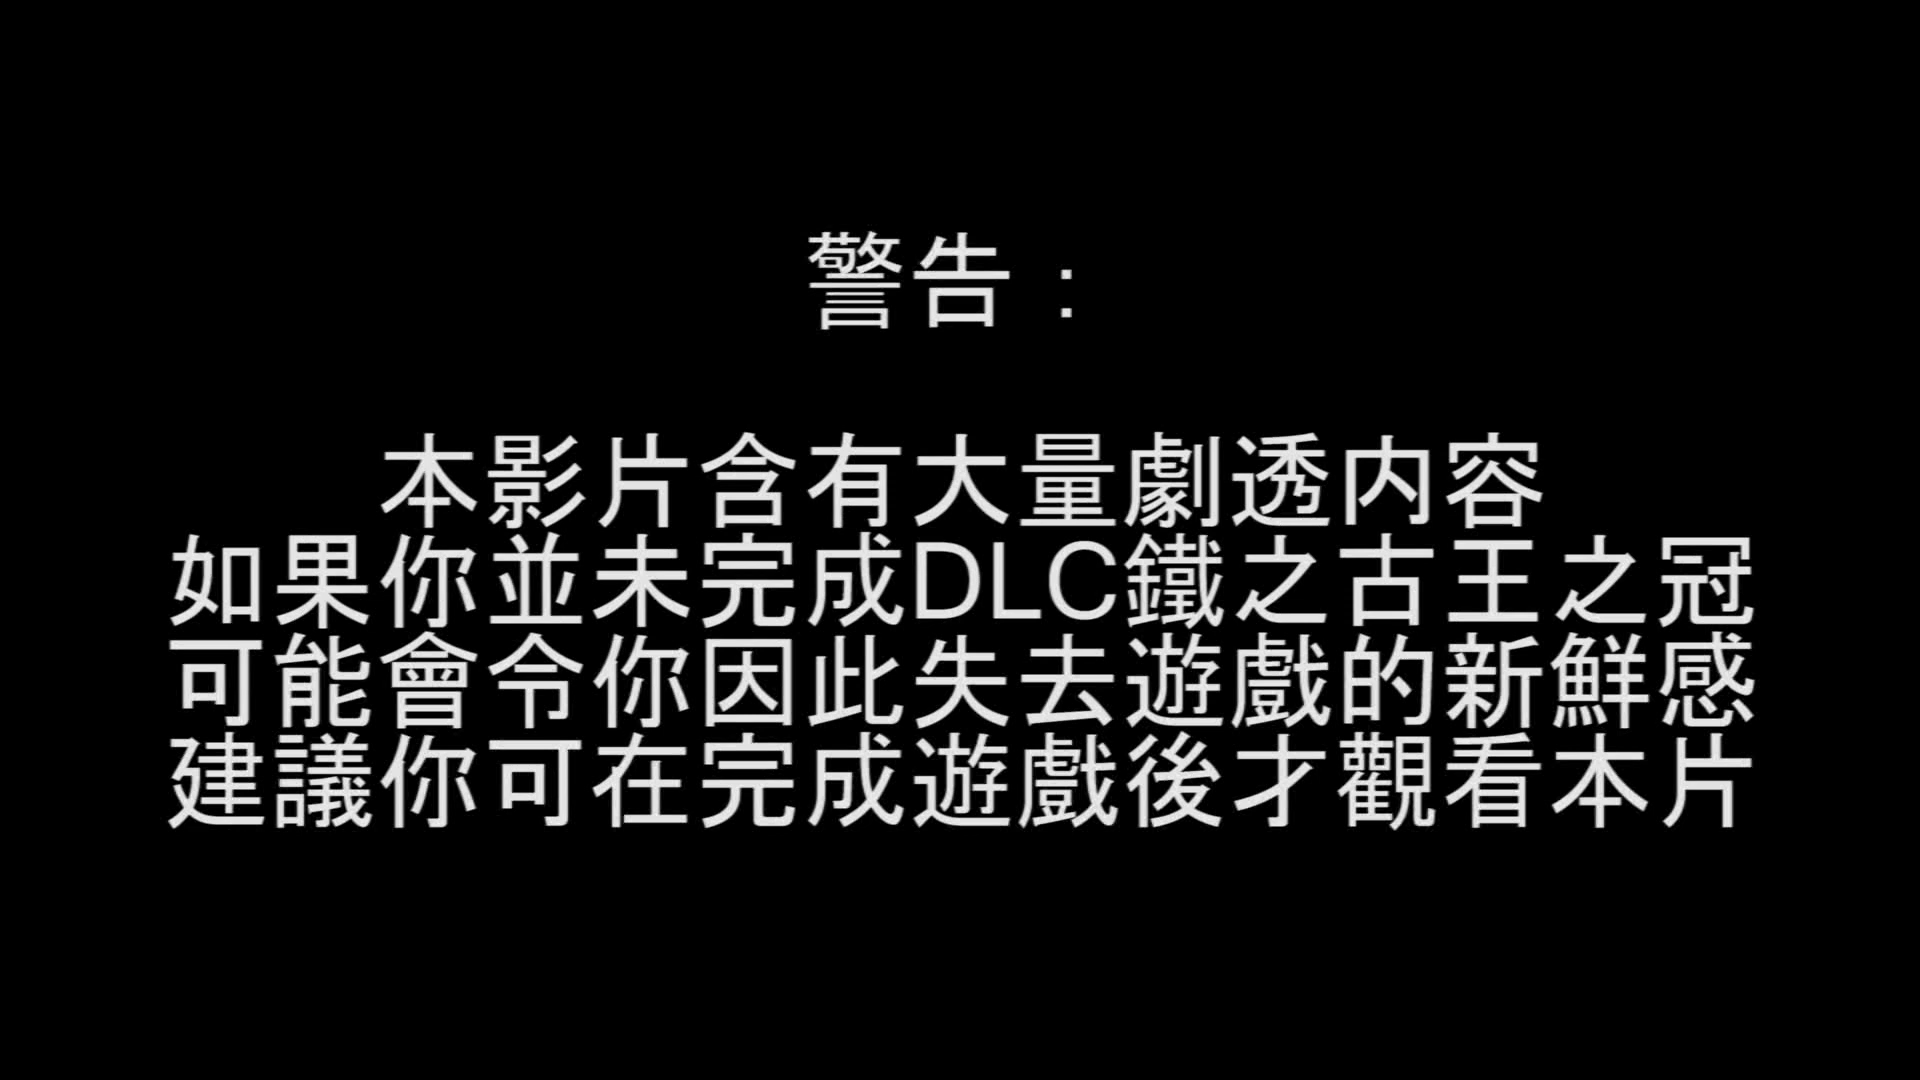 警告：
本影片含有大量劇透內容
如果你並未完成DLC鐵之古王之冠
可能會令你因此失去遊戲的新鮮感
建議你可在完成遊戲後才觀看本片